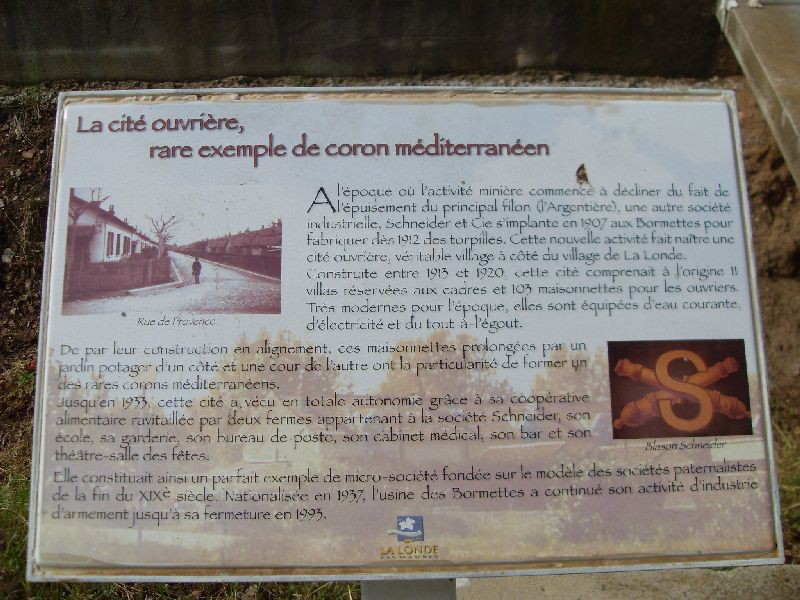 La cité ouvrière,
rare exemple de coron méditerranéen
A l'époque où l'activité minière commence à décliner du fait de
l'épuisement du principal filon (l'Argentière), une autre société
industrielle, Schneider et Cie s'implante en 1907 aux Bormettes pour
fabriquer dès 1912 des torpilles. Cette nouvelle activité fait naître une
cité ouvrière, véritable village à côté du village de La Londe.
Construite entre 1913 et 1920, cette cité comprenait à l'origine 11
villas réservées aux cadres et 103 maisonnettes pour les ouvriers.
Très modernes pour l'époque, elles sont équipées d'eau courante,
d'électricité et du tout-à-l'égout.
Rue de Provence
De par leur construction en alignement, ces maisonnettes prolongées par un
jardin potager d'un côté et une cour de l'autre ont la particularité de former un
des rares corons méditerranéens.
Jusqu'en 1933, cette cité a vécu en totale autonomie grâce à sa coopérative
alimentaire ravitaillée par deux fermes appartenant à la société Schneider, son
école, sa garderie, son bureau de poste, son cabinet médical, son bar et son
théâtre-salle des fêtes.
S
Blason Schneider
Elle constituait ainsi un parfait exemple de micro-société fondée sur le modèle des sociétés paternalistes
de la fin du XIXe siècle. Nationalisée en 1937, l'usine des Bormettes a continué son activité d'industrie
d'armement jusqu'à sa fermeture en 1993.
LA LONDE
LES MAURES